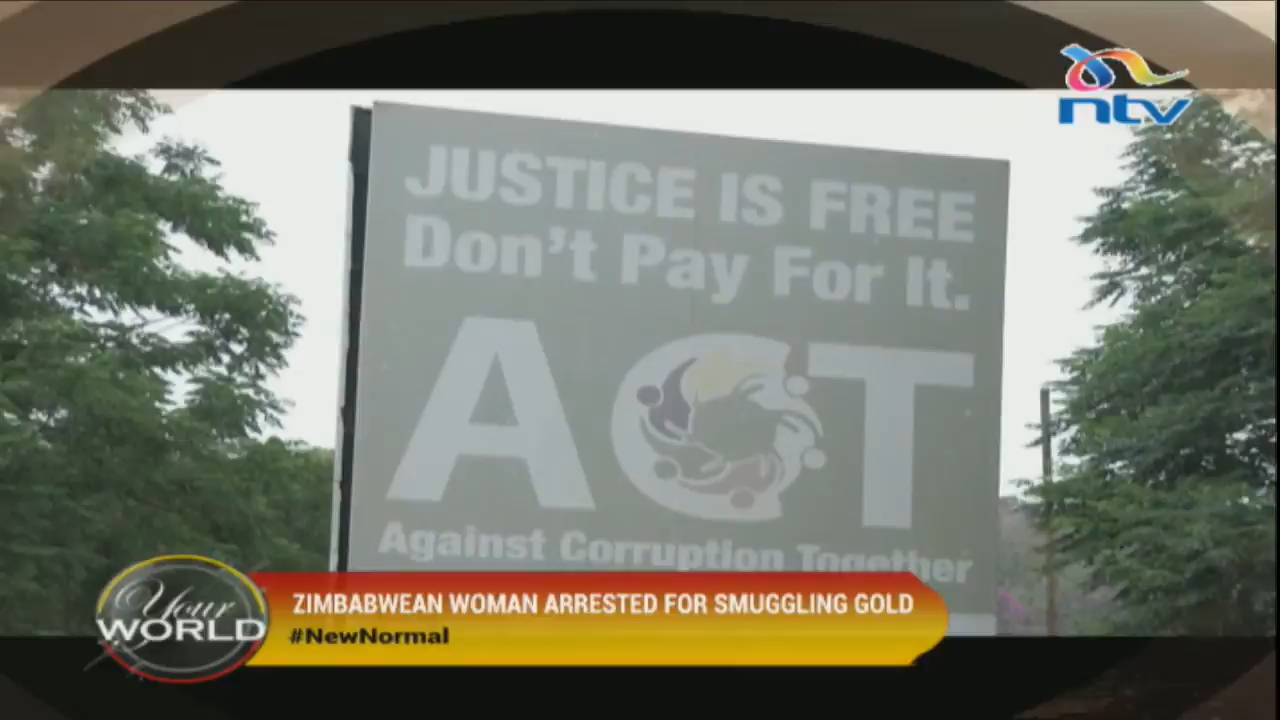 ntv
JUSTICE IS FREE
Don't Pay For It.
ACT
Against Corruption Together
Your
WORLD
ZIMBABWEAN WOMAN ARRESTED FOR SMUGGLING GOLD
#NewNormal